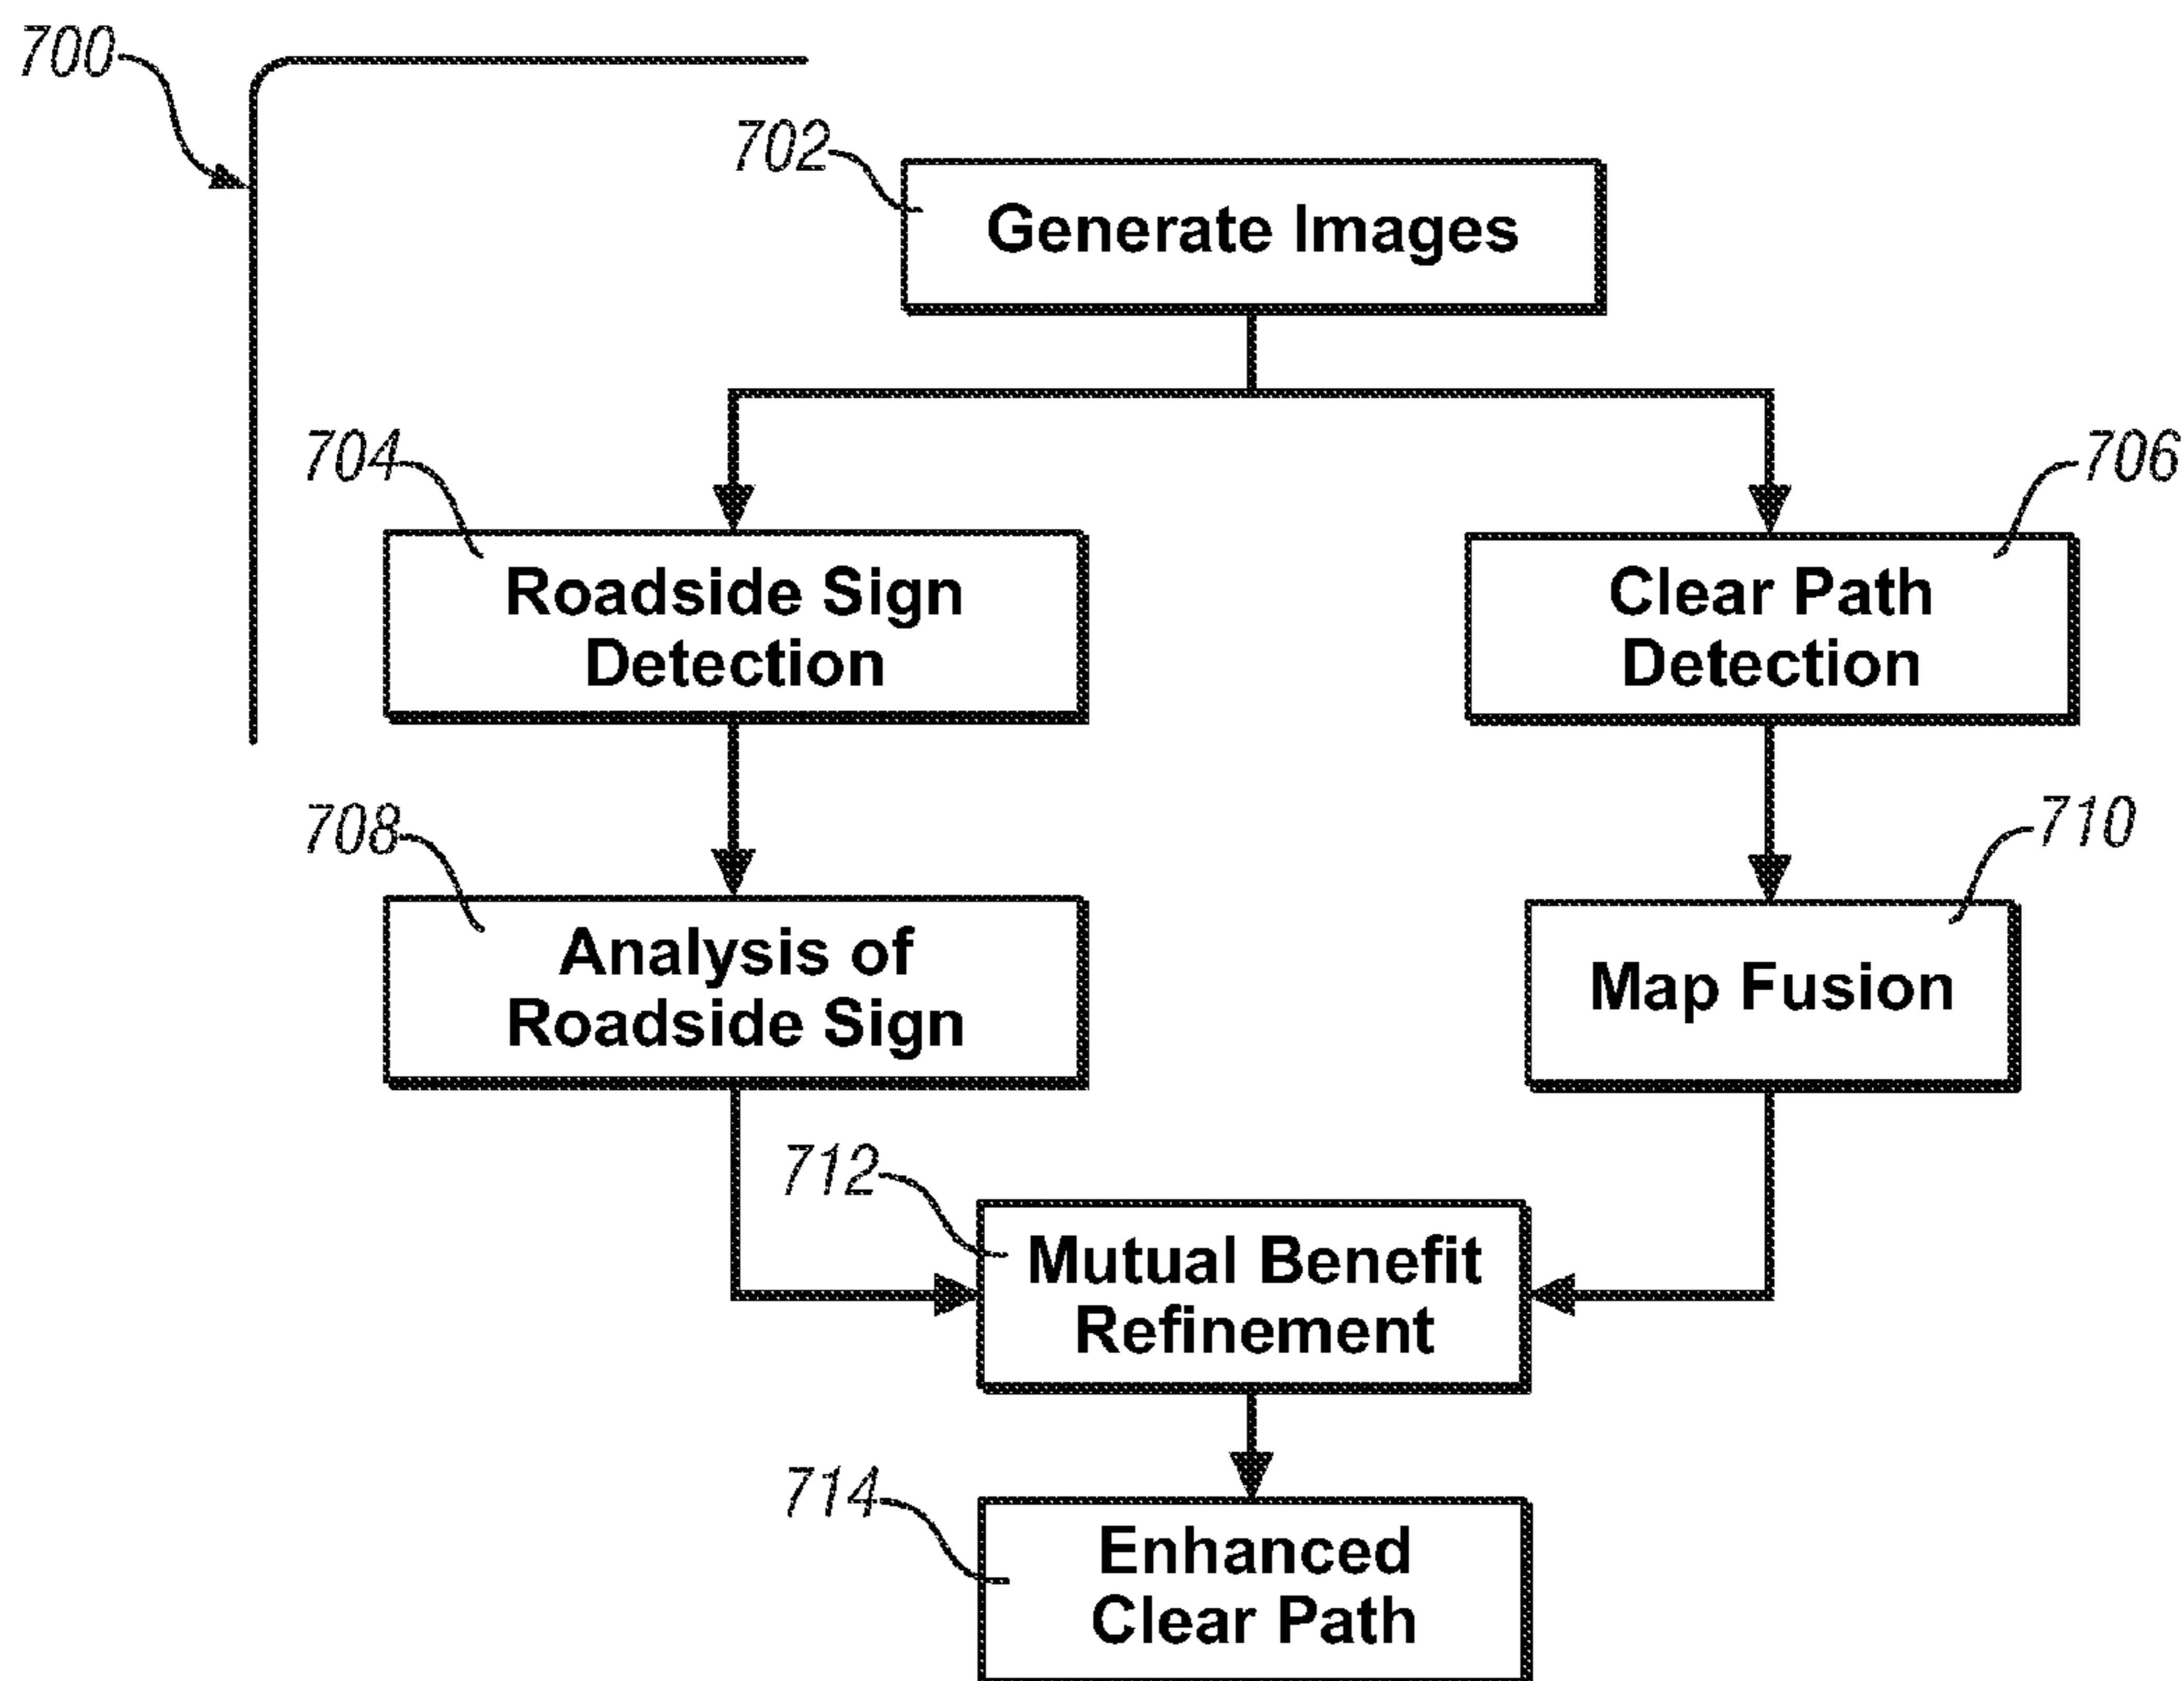 700
702
Generate Images
704
706
Roadside Sign
Detection
Clear Path
Detection
708
710
Analysis of
Roadside Sign
Map Fusion
712
Mutual Benefit
Refinement
714
Enhanced
Clear Path